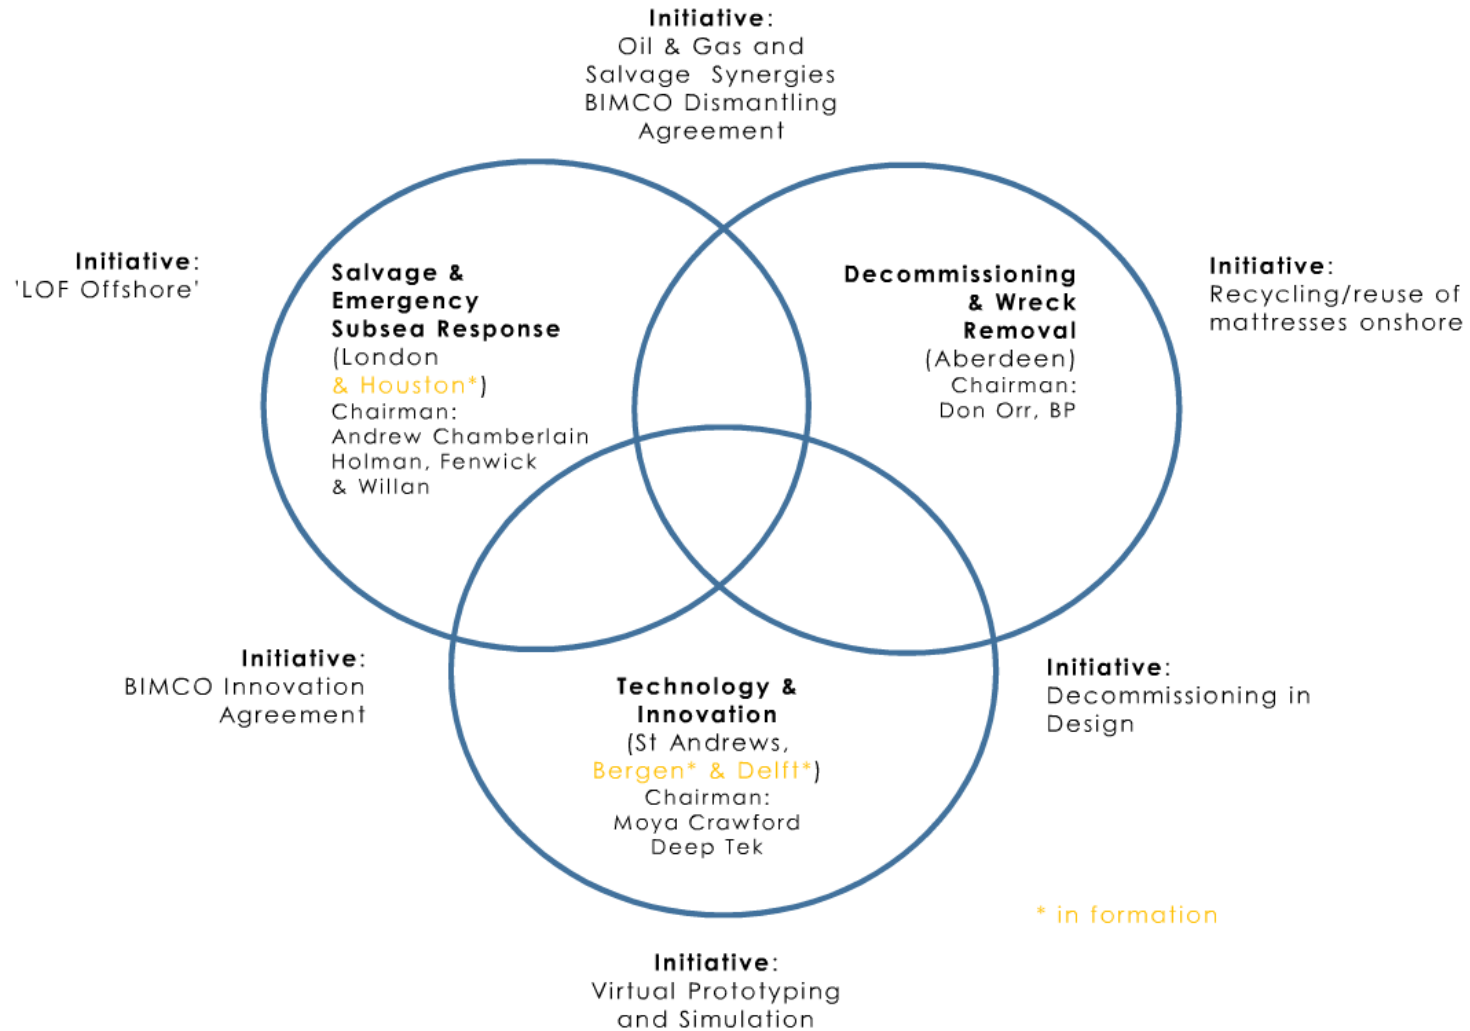 Initiative:
Oil & Gas and
Salvage Synergies
BIMCO Dismantling
Agreement
Initiative:
'LOF Offshore'
Salvage &
Emergency
Subsea Response
(London
& Houston*)
Chairman:
Andrew Chamberlain
Holman, Fenwick
& Willan
Decommissioning
& Wreck
Removal
(Aberdeen)
Chairman:
Don Orr, BP
Initiative:
Recycling/reuse of
mattresses onshore
Initiative:
BIMCO Innovation
Agreement
Technology &
Innovation
(St Andrews,
Bergen* & Delft*)
Chairman:
Moya Crawford
Deep Tek
Initiative:
Decommissioning in
Design
* in formation
Initiative:
Virtual Prototyping
and Simulation